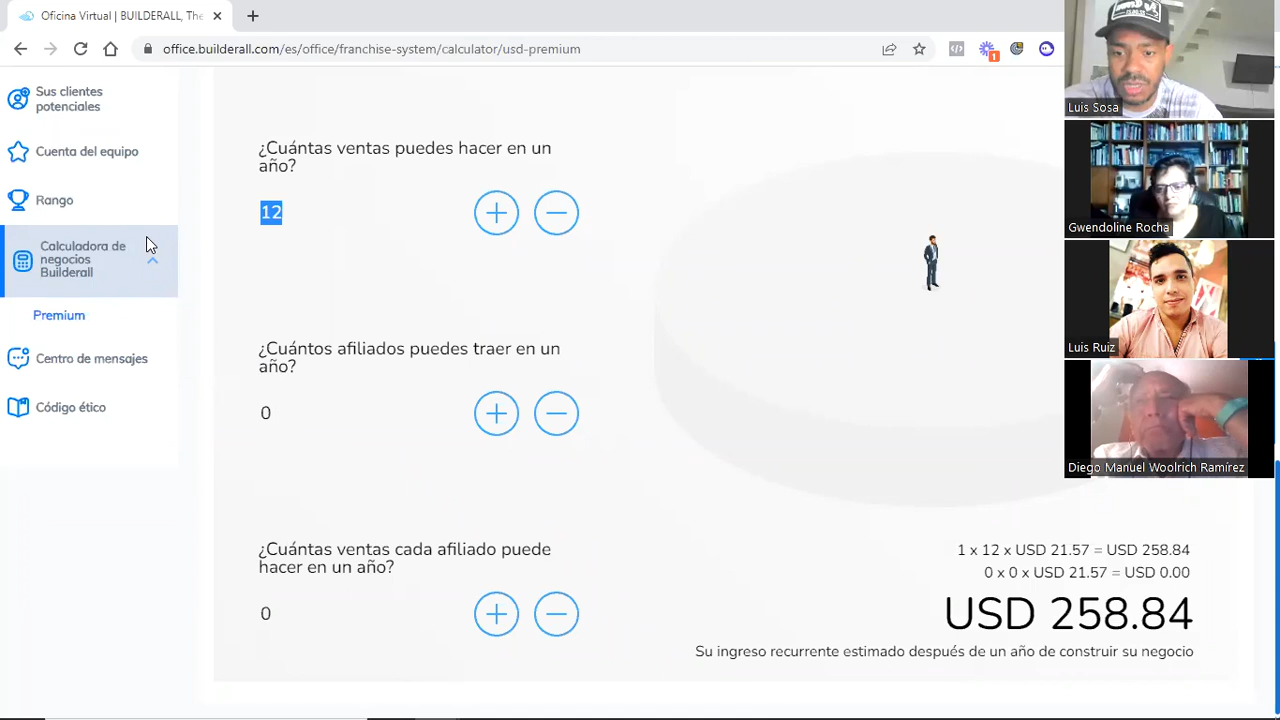 Oficina Virtual | BUILDERALL, The
office.builderall.com/es/office/franchise-system/calculator/usd-premium
1
Sus clientes
potenciales
Cuenta del equipo
Rango
Calculadora de
negocios
Builderall
Premium
Centro de mensajes
Código ético
¿Cuántas ventas puedes hacer en un
año?
12
¿Cuántos afiliados puedes traer en un
año?
0
¿Cuántas ventas cada afiliado puede
hacer en un año?
0
1 x 12 x USD 21.57 = USD 258.84
0 x 0 x USD 21.57 = USD 0.00
USD 258.84
Su ingreso recurrente estimado después de un año de construir su negocio
Luis Sosa
Gwendoline Rocha
Luis Ruiz
Diego Manuel Woolrich Ramírez